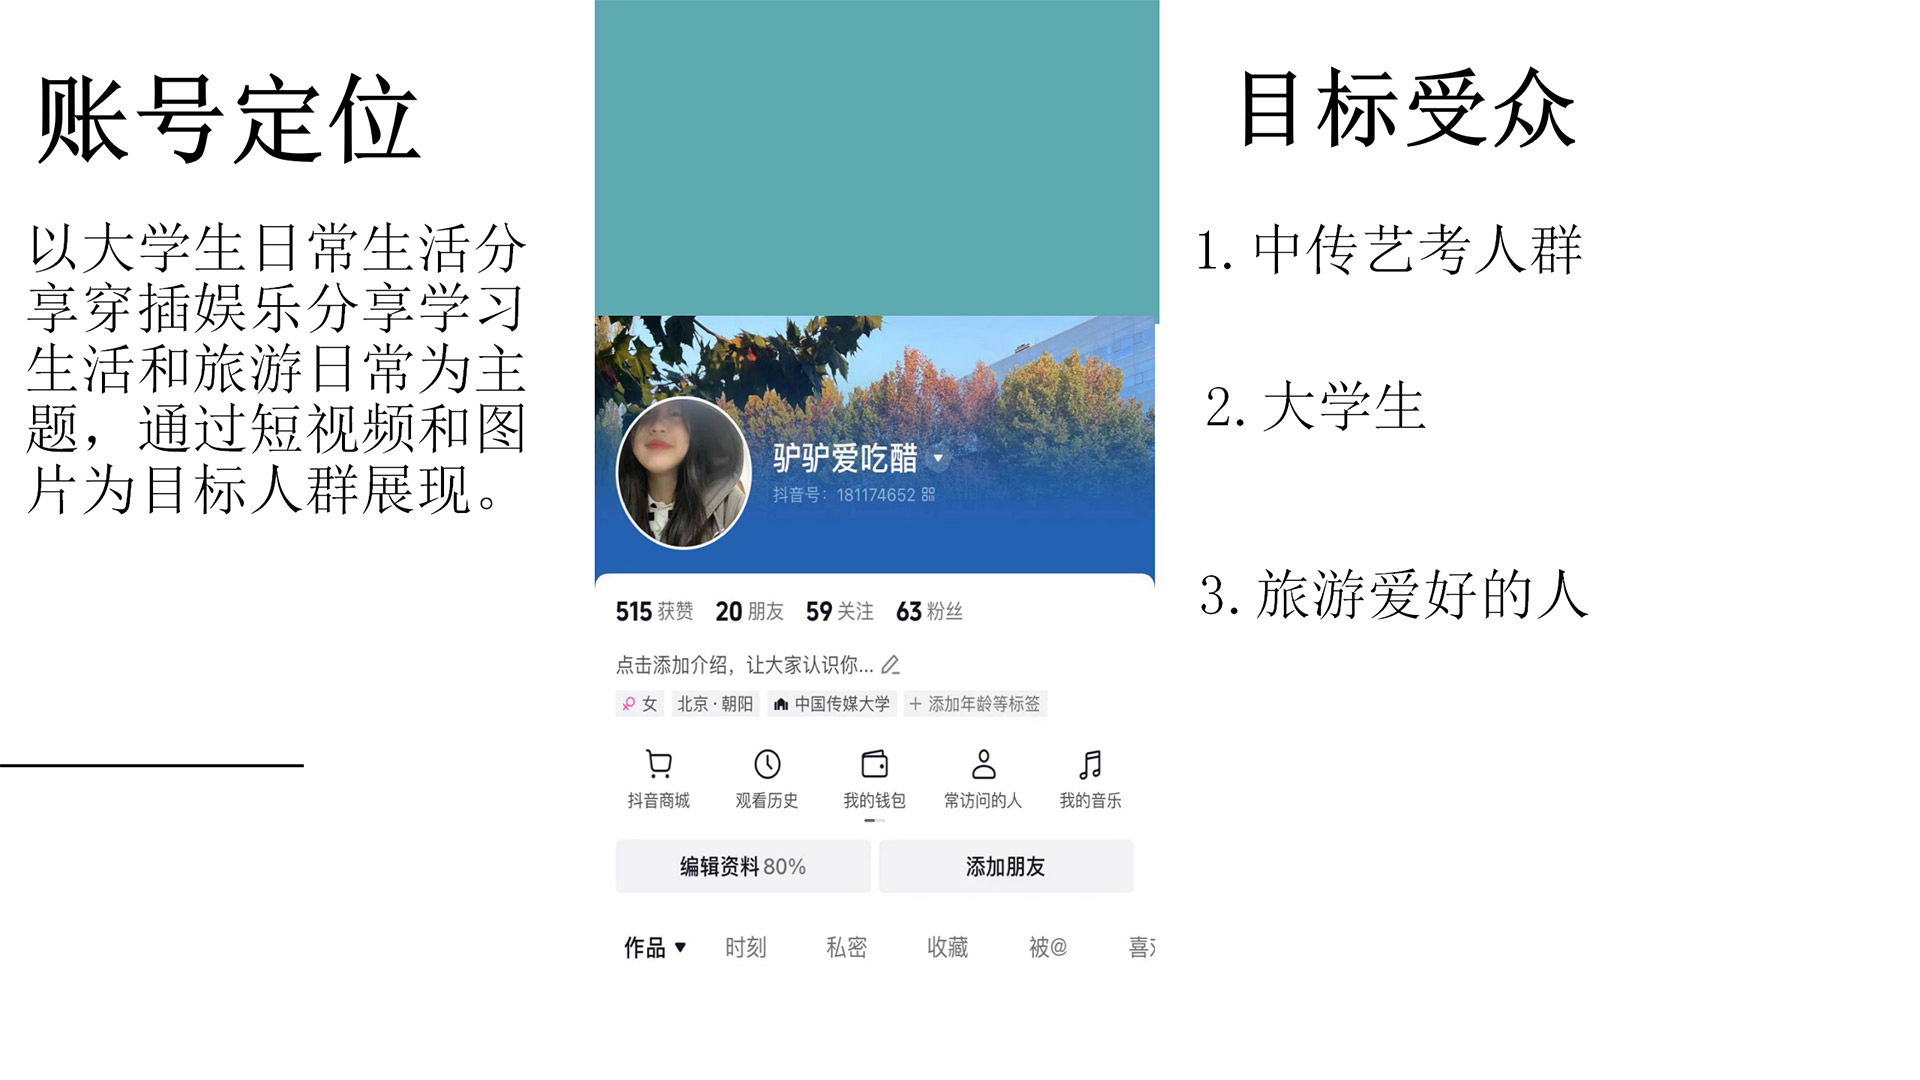 账号定位
以大学生日常生活分
享穿插娱乐分享学习
生活和旅游日常为主
题，通过短视频和图
片为目标人群展现。
驴驴爱吃醋
抖音号：181174652
515 获赞 20 朋友 59 关注 63 粉丝
点击添加介绍，让大家认识你...
女 北京·朝阳 中国传媒大学 + 添加年龄等标签
抖音商城 观看历史 我的钱包 常访问的人 我的音乐
编辑资料 80% 添加朋友
作品 时刻 私密 收藏 被@ 喜
目标受众
1.中传艺考人群
2.大学生
3.旅游爱好的人